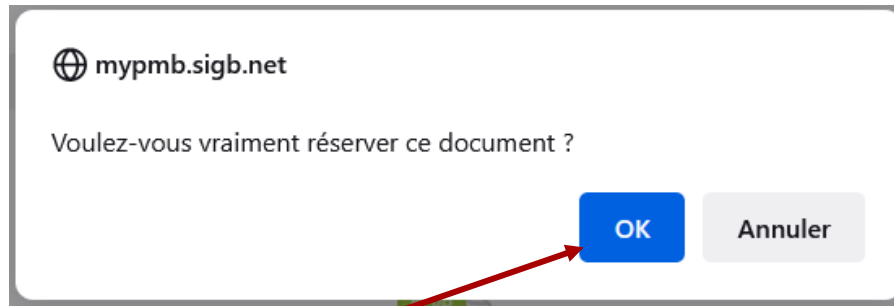 mypmb.sigb.net
Voulez-vous vraiment réserver ce document ?
OK
Annuler